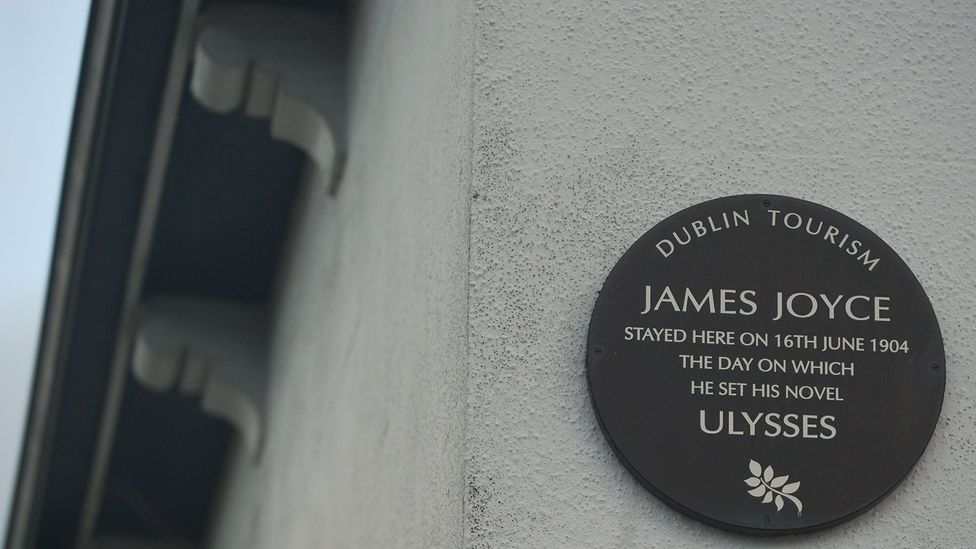 DUBLIN TOURISM
JAMES JOYCE
STAYED HERE ON 16TH JUNE 1904
THE DAY ON WHICH
HE SET HIS NOVEL
ULYSSES